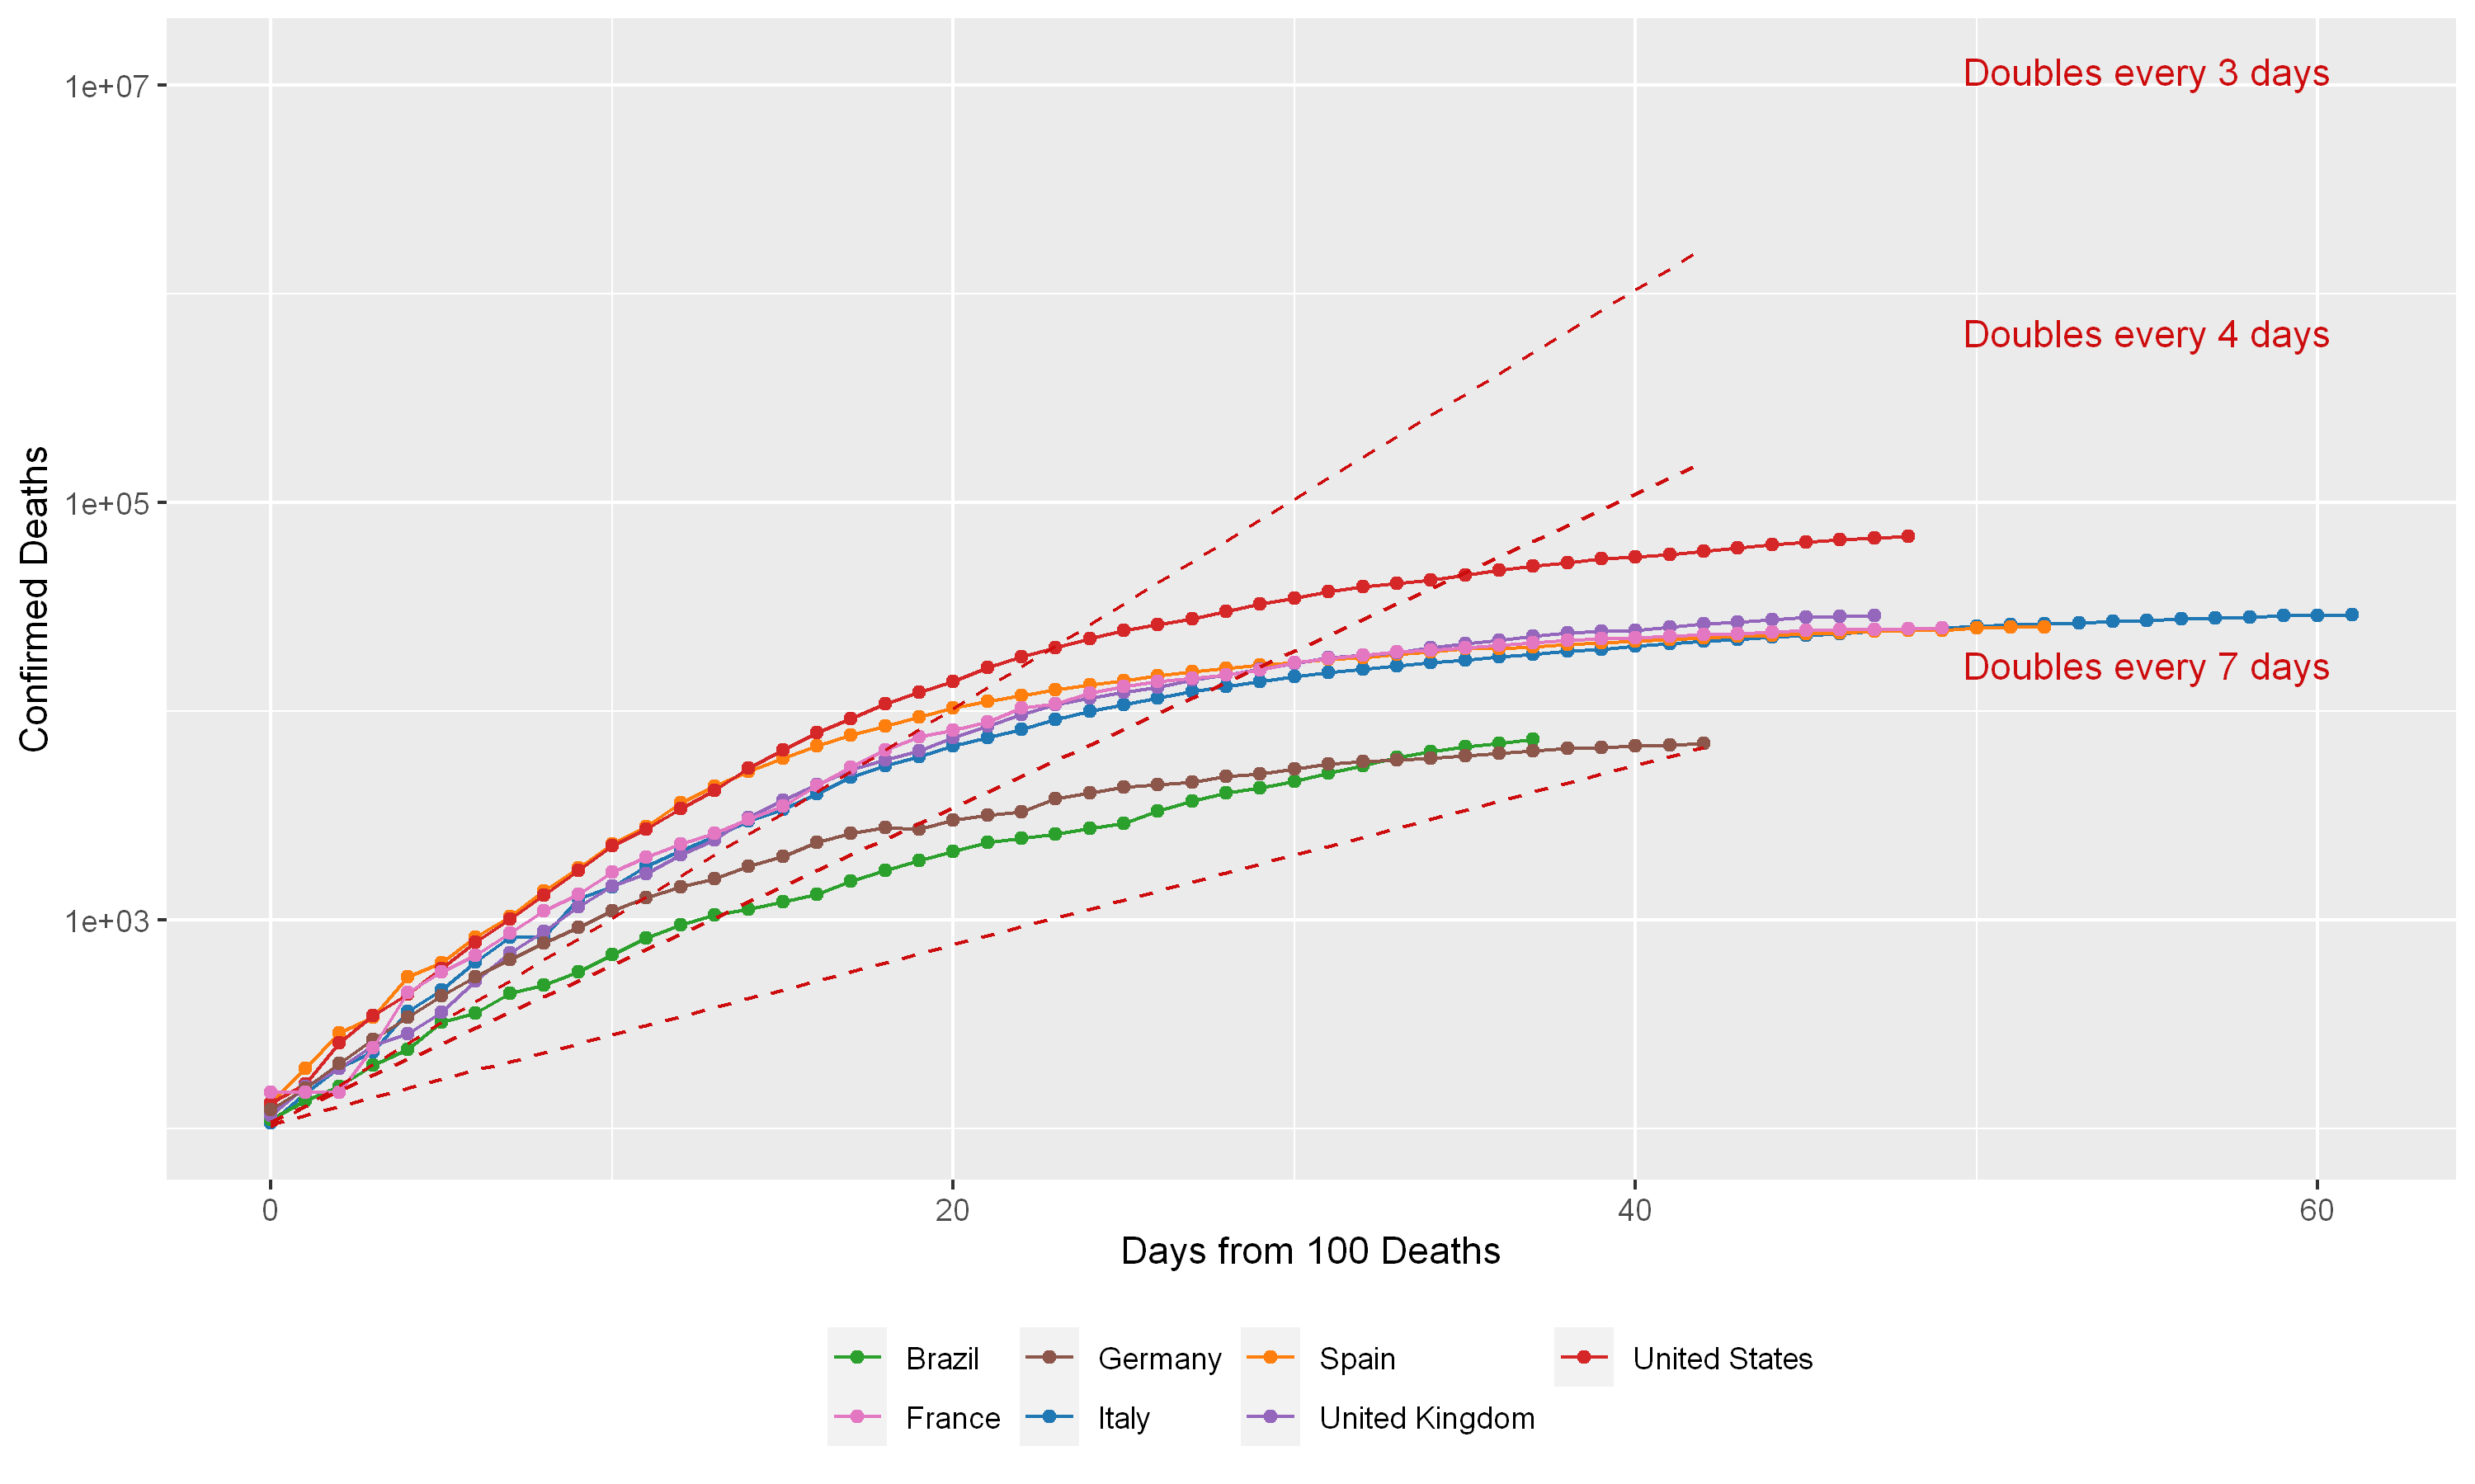 1e+07
1e+05
1e+03
Confirmed Deaths
Doubles every 3 days
Doubles every 4 days
Doubles every 7 days
0 20 40 60
Days from 100 Deaths
Brazil Germany Spain United States
France Italy United Kingdom